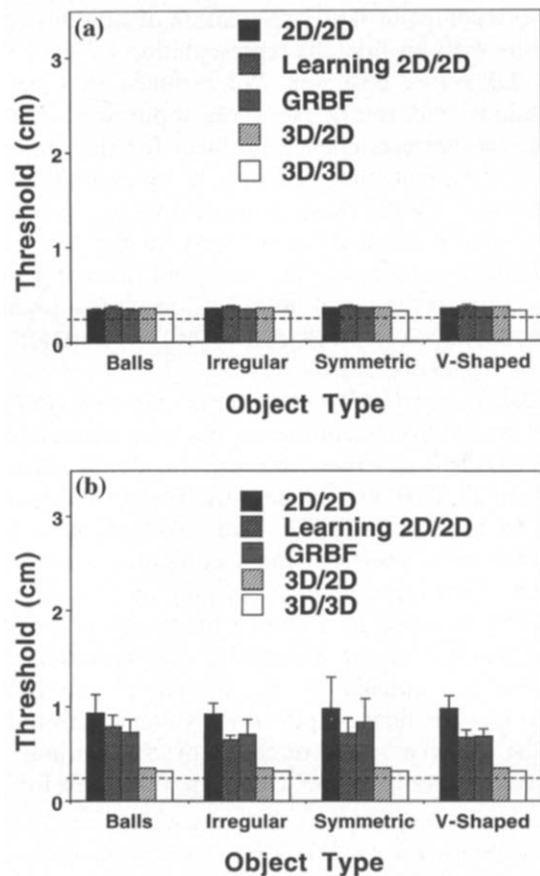 (a)
2D/2D
Learning 2D/2D
GRBF
3D/2D
3D/3D
Threshold (cm)
3
2
1
0
Balls Irregular Symmetric V-Shaped
Object Type
(b)
2D/2D
Learning 2D/2D
GRBF
3D/2D
3D/3D
Threshold (cm)
3
2
1
0
Balls Irregular Symmetric V-Shaped
Object Type